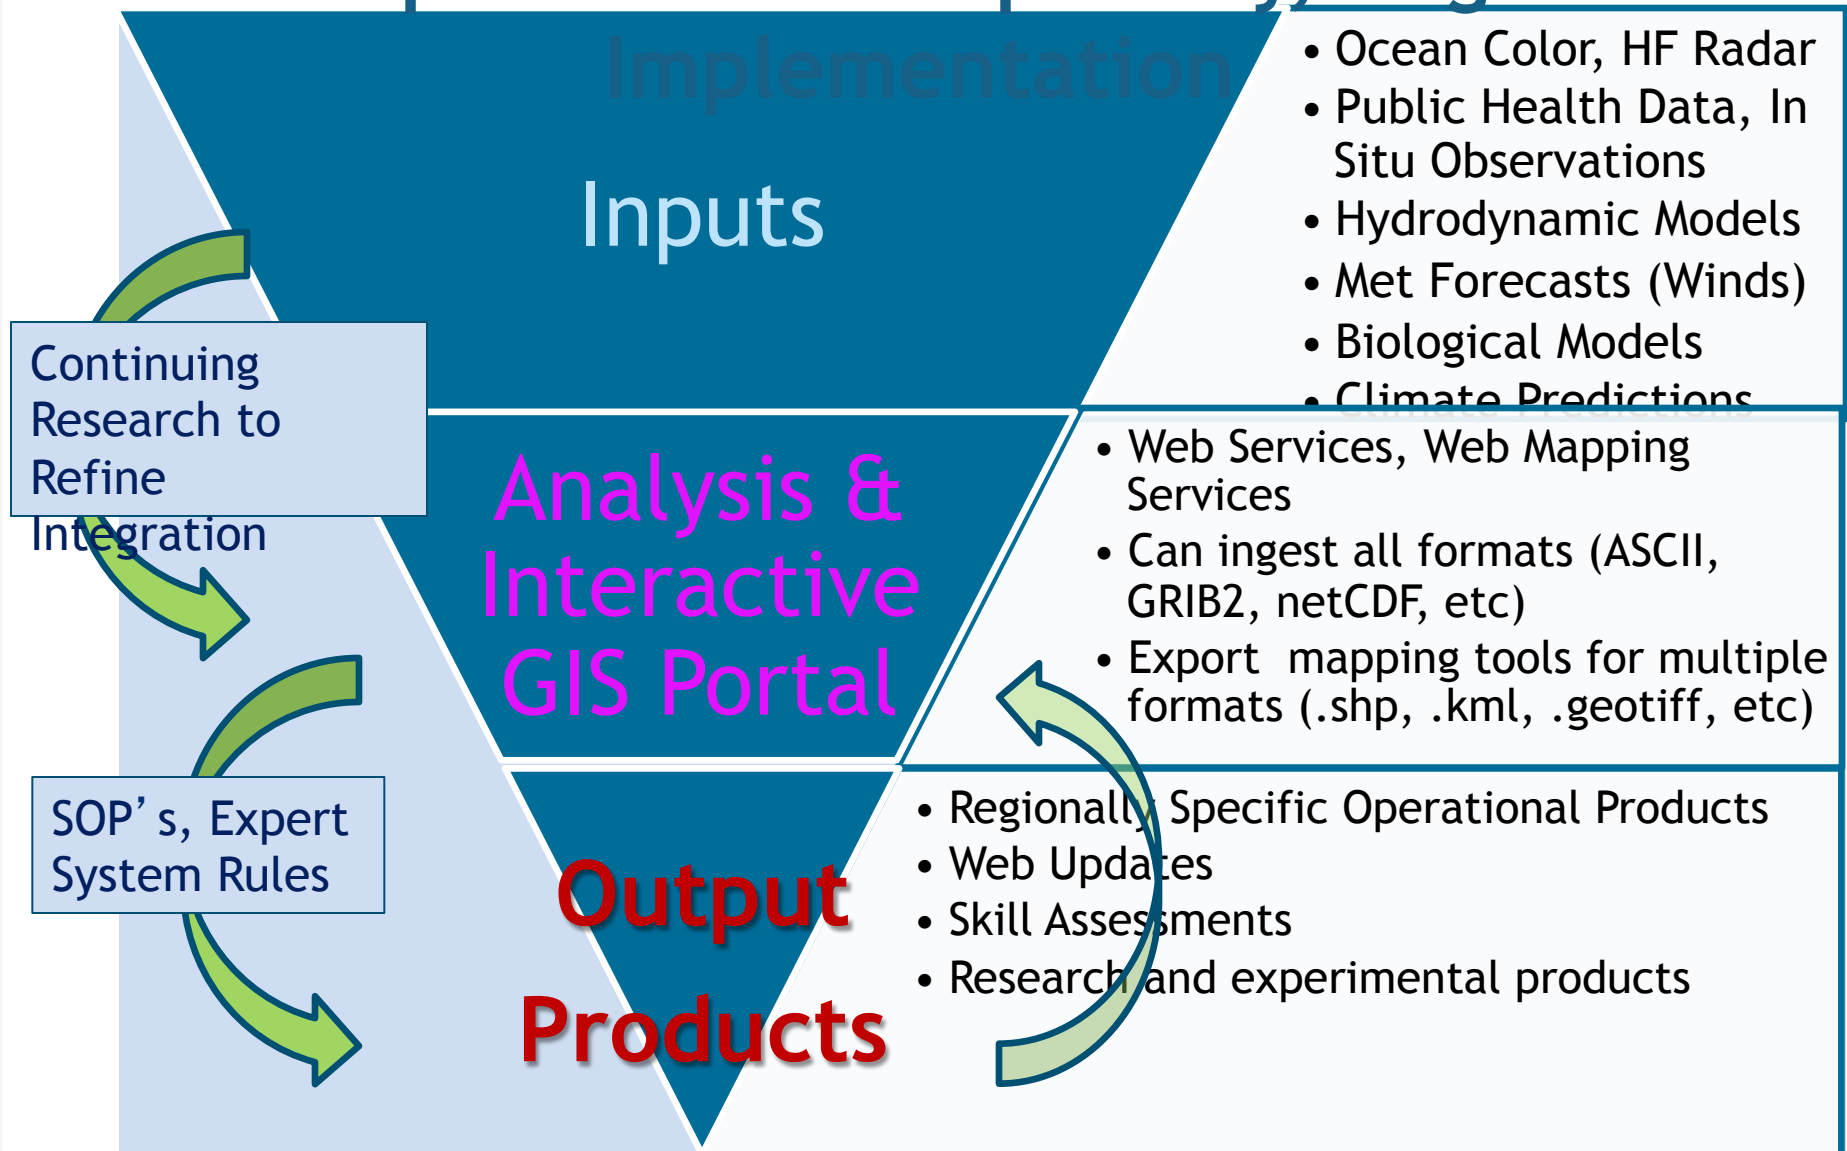 Implementation
Inputs
• Ocean Color, HF Radar
• Public Health Data, In
Situ Observations
• Hydrodynamic Models
• Met Forecasts (Winds)
• Biological Models
• Climate Predictions
Continuing
Research to
Refine
Integration
Analysis &
Interactive
GIS Portal
• Web Services, Web Mapping
Services
• Can ingest all formats (ASCII,
GRIB2, netCDF, etc)
• Export mapping tools for multiple
formats (.shp, .kml, .geotiff, etc)
SOP's, Expert
System Rules
Output
Products
• Regionally Specific Operational Products
• Web Updates
• Skill Assessments
• Research and experimental products